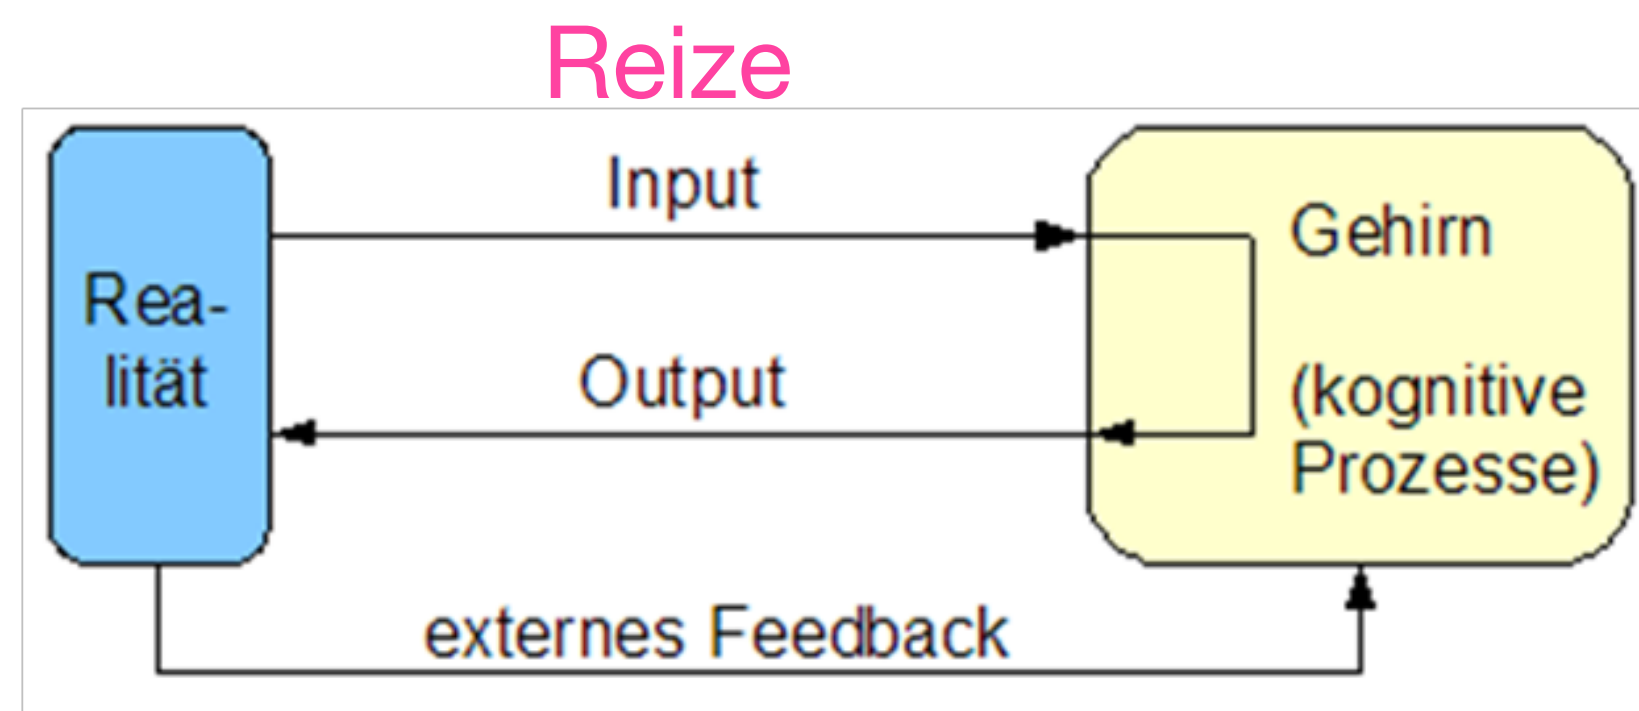 Reize
Input
Rea-
lität
Output
Gehirn
(kognitive
Prozesse)
externes Feedback